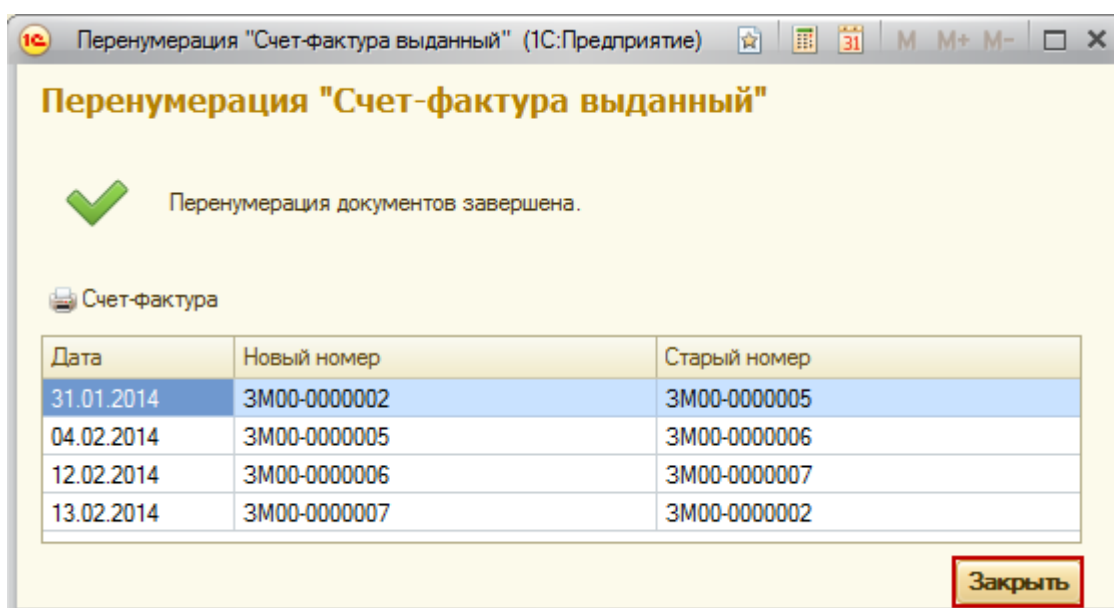 1С Перенумерация "Счет-фактура выданный" (1С:Предприятие) 31 M M+ M-
Перенумерация "Счет-фактура выданный"
Перенумерация документов завершена.
Счет-фактура
Дата Новый номер Старый номер
31.01.2014 ЗМ00-0000002 ЗМ00-0000005
04.02.2014 ЗМ00-0000005 ЗМ00-0000006
12.02.2014 ЗМ00-0000006 ЗМ00-0000007
13.02.2014 ЗМ00-0000007 ЗМ00-0000002
Закрыть